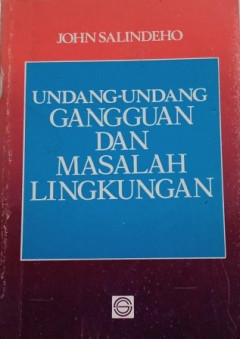 JOHN SALINDEHO
UNDANG-UNDANG
GANGGUAN
DAN
MASALAH
LINGKUNGAN